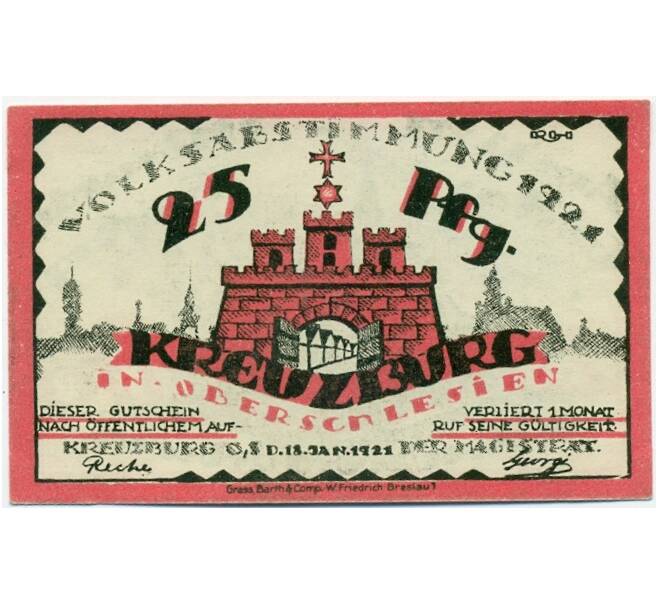 VOLKSABSTIMMUNG 1921
25 Pfg.
KREUZBURG
IN · OBERSCHLESIEN
DIESER GUTSCHEIN VERLIERT 1 MONAT
NACH ÖFFENTLICHEM AUF- RUF SEINE GÜLTIGKEIT.
KREUZBURG O/S D. 18. JAN. 1921 DER MAGISTRAT.
Reche
Grass, Barth & Comp. W. Friedrich Breslau 1